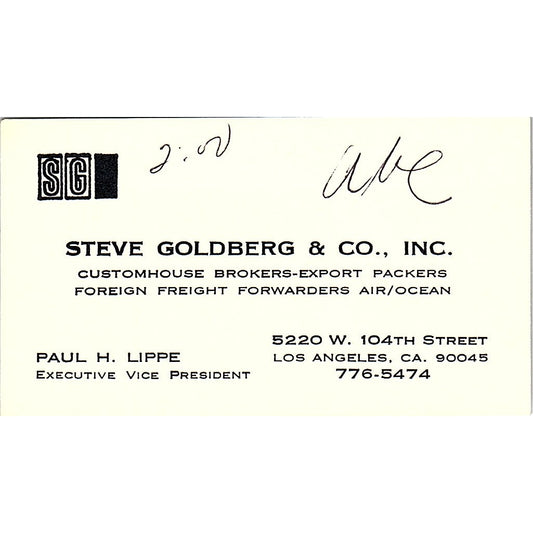 SG
2:00
Abe
STEVE GOLDBERG & CO., INC.
CUSTOMHOUSE BROKERS-EXPORT PACKERS
FOREIGN FREIGHT FORWARDERS AIR/OCEAN
PAUL H. LIPPE
EXECUTIVE VICE PRESIDENT
5220 W. 104TH STREET
LOS ANGELES, CA. 90045
776-5474